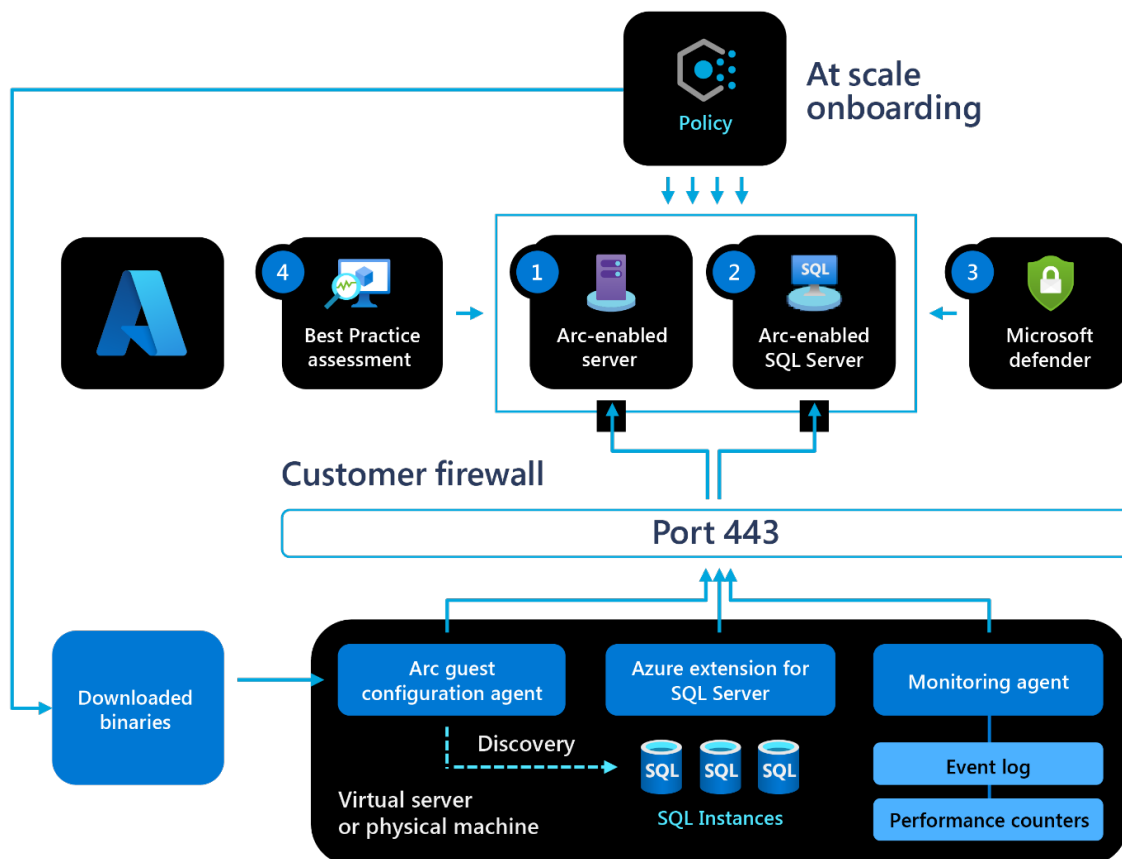 Policy
At scale
onboarding
4
Best Practice
assessment
1
Arc-enabled
server
2
SQL
Arc-enabled
SQL Server
3
Microsoft
defender
Customer firewall
Port 443
Downloaded
binaries
Arc guest
configuration agent
Azure extension for
SQL Server
Monitoring agent
Discovery
SQL
SQL
SQL
SQL Instances
Event log
Performance counters
Virtual server
or physical machine